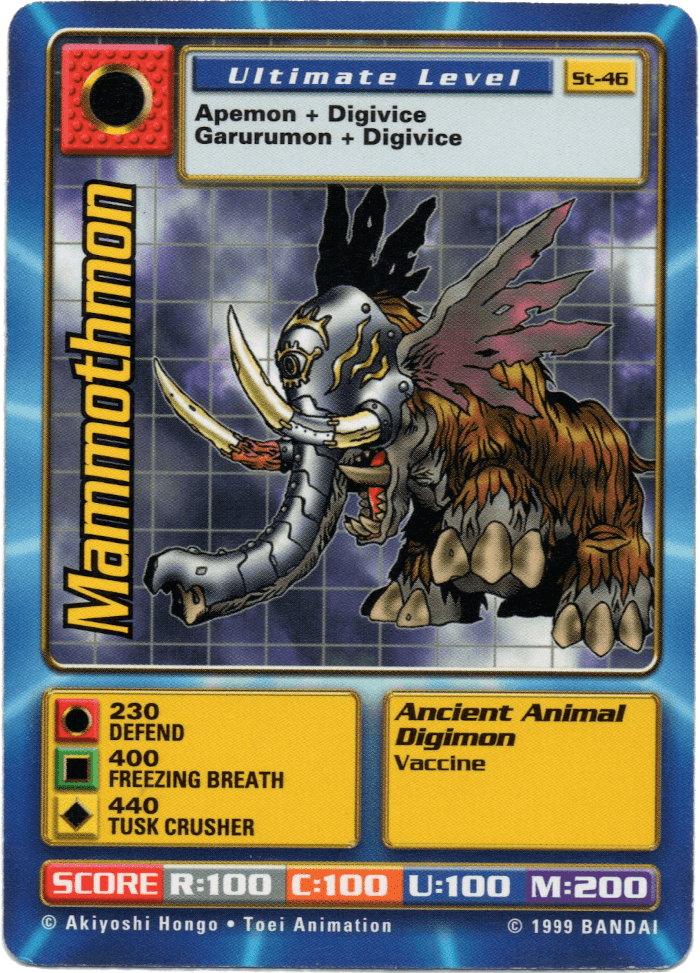 Ultimate Level
St-46
Apemon + Digivice
Garurumon + Digivice
Mammothmon
230
DEFEND
400
FREEZING BREATH
440
TUSK CRUSHER
Ancient Animal
Digimon
Vaccine
SCORE R:100 C:100 U:100 M:200
© Akiyoshi Hongo • Toei Animation
© 1999 BANDAI